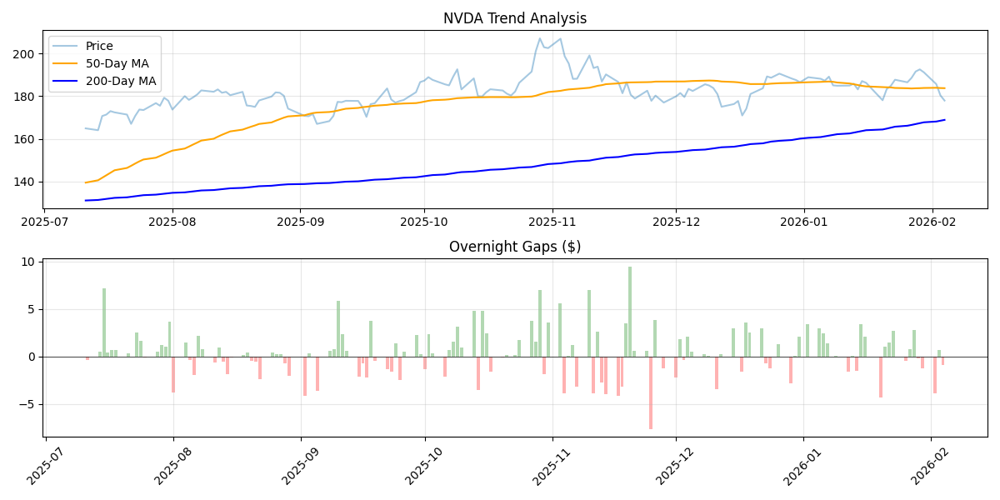 NVDA Trend Analysis
Price
50-Day MA
200-Day MA
200
180
160
140
2025-07 2025-08 2025-09 2025-10 2025-11 2025-12 2026-01 2026-02
Overnight Gaps ($)
10
5
0
−5
2025-07 2025-08 2025-09 2025-10 2025-11 2025-12 2026-01 2026-02